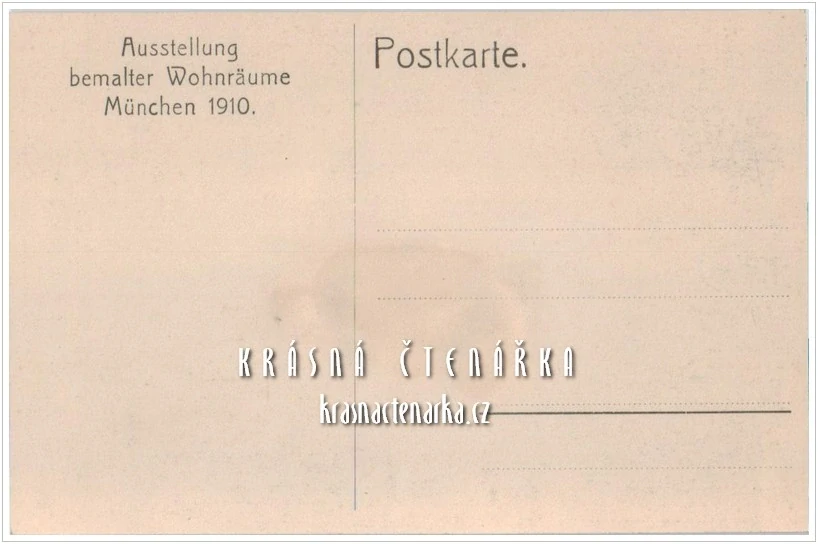 Ausstellung
bemalter Wohnräume
München 1910.
Postkarte.
KRÁSNÁ ČTENÁŘKA
krasnactenarka.cz